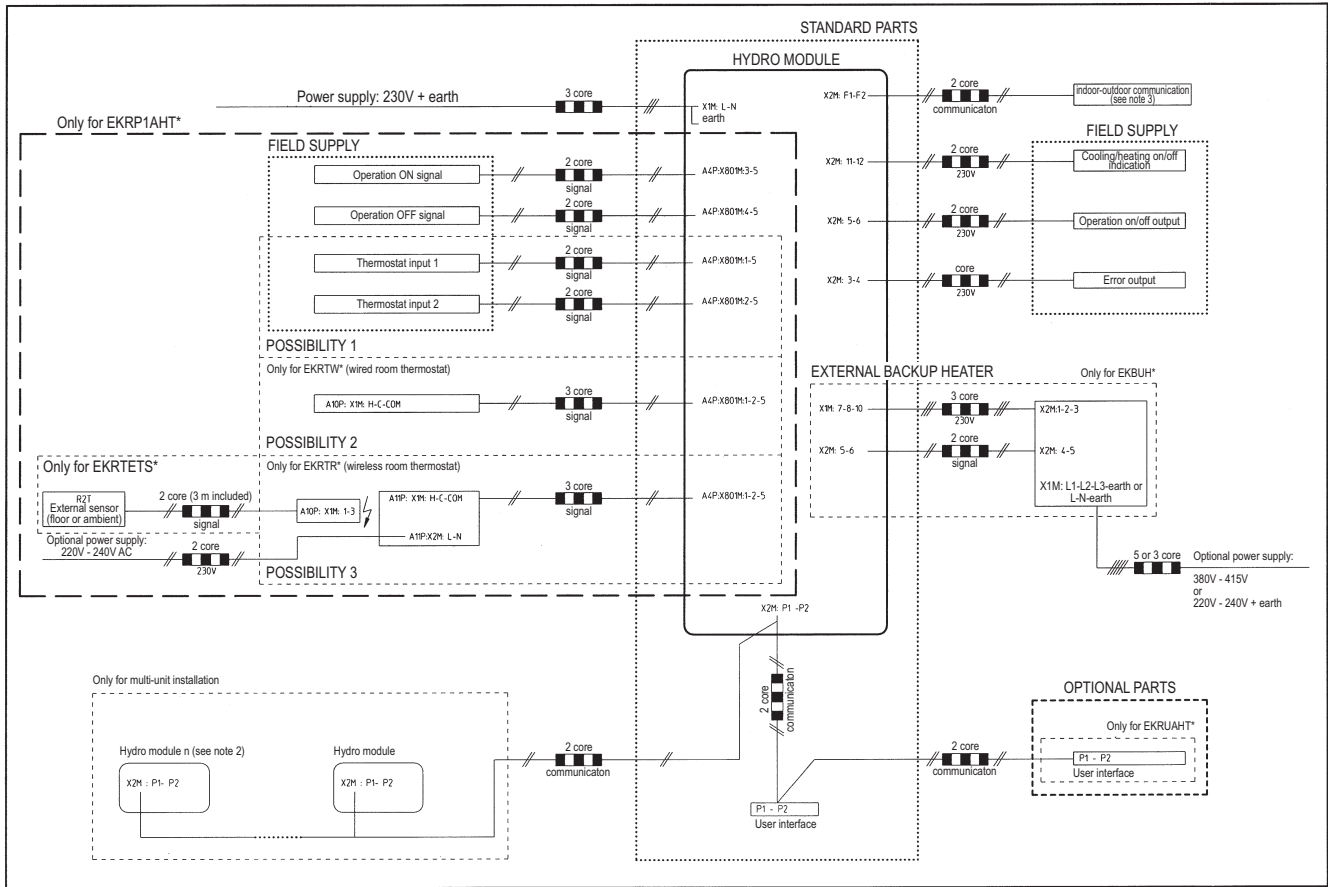 STANDARD PARTS
HYDRO MODULE
Power supply: 230V + earth
3 core
X1M: L-N
earth
X2M: F1-F2
2 core
communicaton
indoor-outdoor communication
(see note 3)
Only for EKRP1AHT*
FIELD SUPPLY
Operation ON signal
2 core
signal
A4P:X801M:3-5
Operation OFF signal
2 core
signal
A4P:X801M:4-5
Thermostat input 1
2 core
signal
A4P:X801M:1-5
Thermostat input 2
2 core
signal
A4P:X801M:2-5
POSSIBILITY 1
FIELD SUPPLY
X2M: 11-12
2 core
230V
Cooling/heating on/off
indication
X2M: 5-6
2 core
230V
Operation on/off output
X2M: 3-4
core
230V
Error output
Only for EKRTW* (wired room thermostat)
A10P: X1M: H-C-COM
3 core
signal
A4P:X801M:1-2-5
POSSIBILITY 2
EXTERNAL BACKUP HEATER
Only for EKBUH*
X1M: 7-8-10
3 core
230V
X2M:1-2-3
X2M: 5-6
2 core
signal
X2M: 4-5
X1M: L1-L2-L3-earth or
L-N-earth
5 or 3 core
Optional power supply:
380V - 415V
or
220V - 240V + earth
Only for EKRTETS*
R2T
External sensor
(floor or ambient)
2 core (3 m included)
signal
Optional power supply:
220V - 240V AC
2 core
230V
Only for EKRTR* (wireless room thermostat)
A10P: X1M: 1-3
A11P: X1M: H-C-COM
A11P:X2M: L-N
3 core
signal
A4P:X801M:1-2-5
POSSIBILITY 3
X2M: P1 -P2
2 core
communicaton
Only for multi-unit installation
Hydro module n (see note 2)
X2M : P1- P2
Hydro module
X2M : P1- P2
2 core
communicaton
P1 - P2
User interface
OPTIONAL PARTS
Only for EKRUAHT*
2 core
communicaton
P1 - P2
User interface